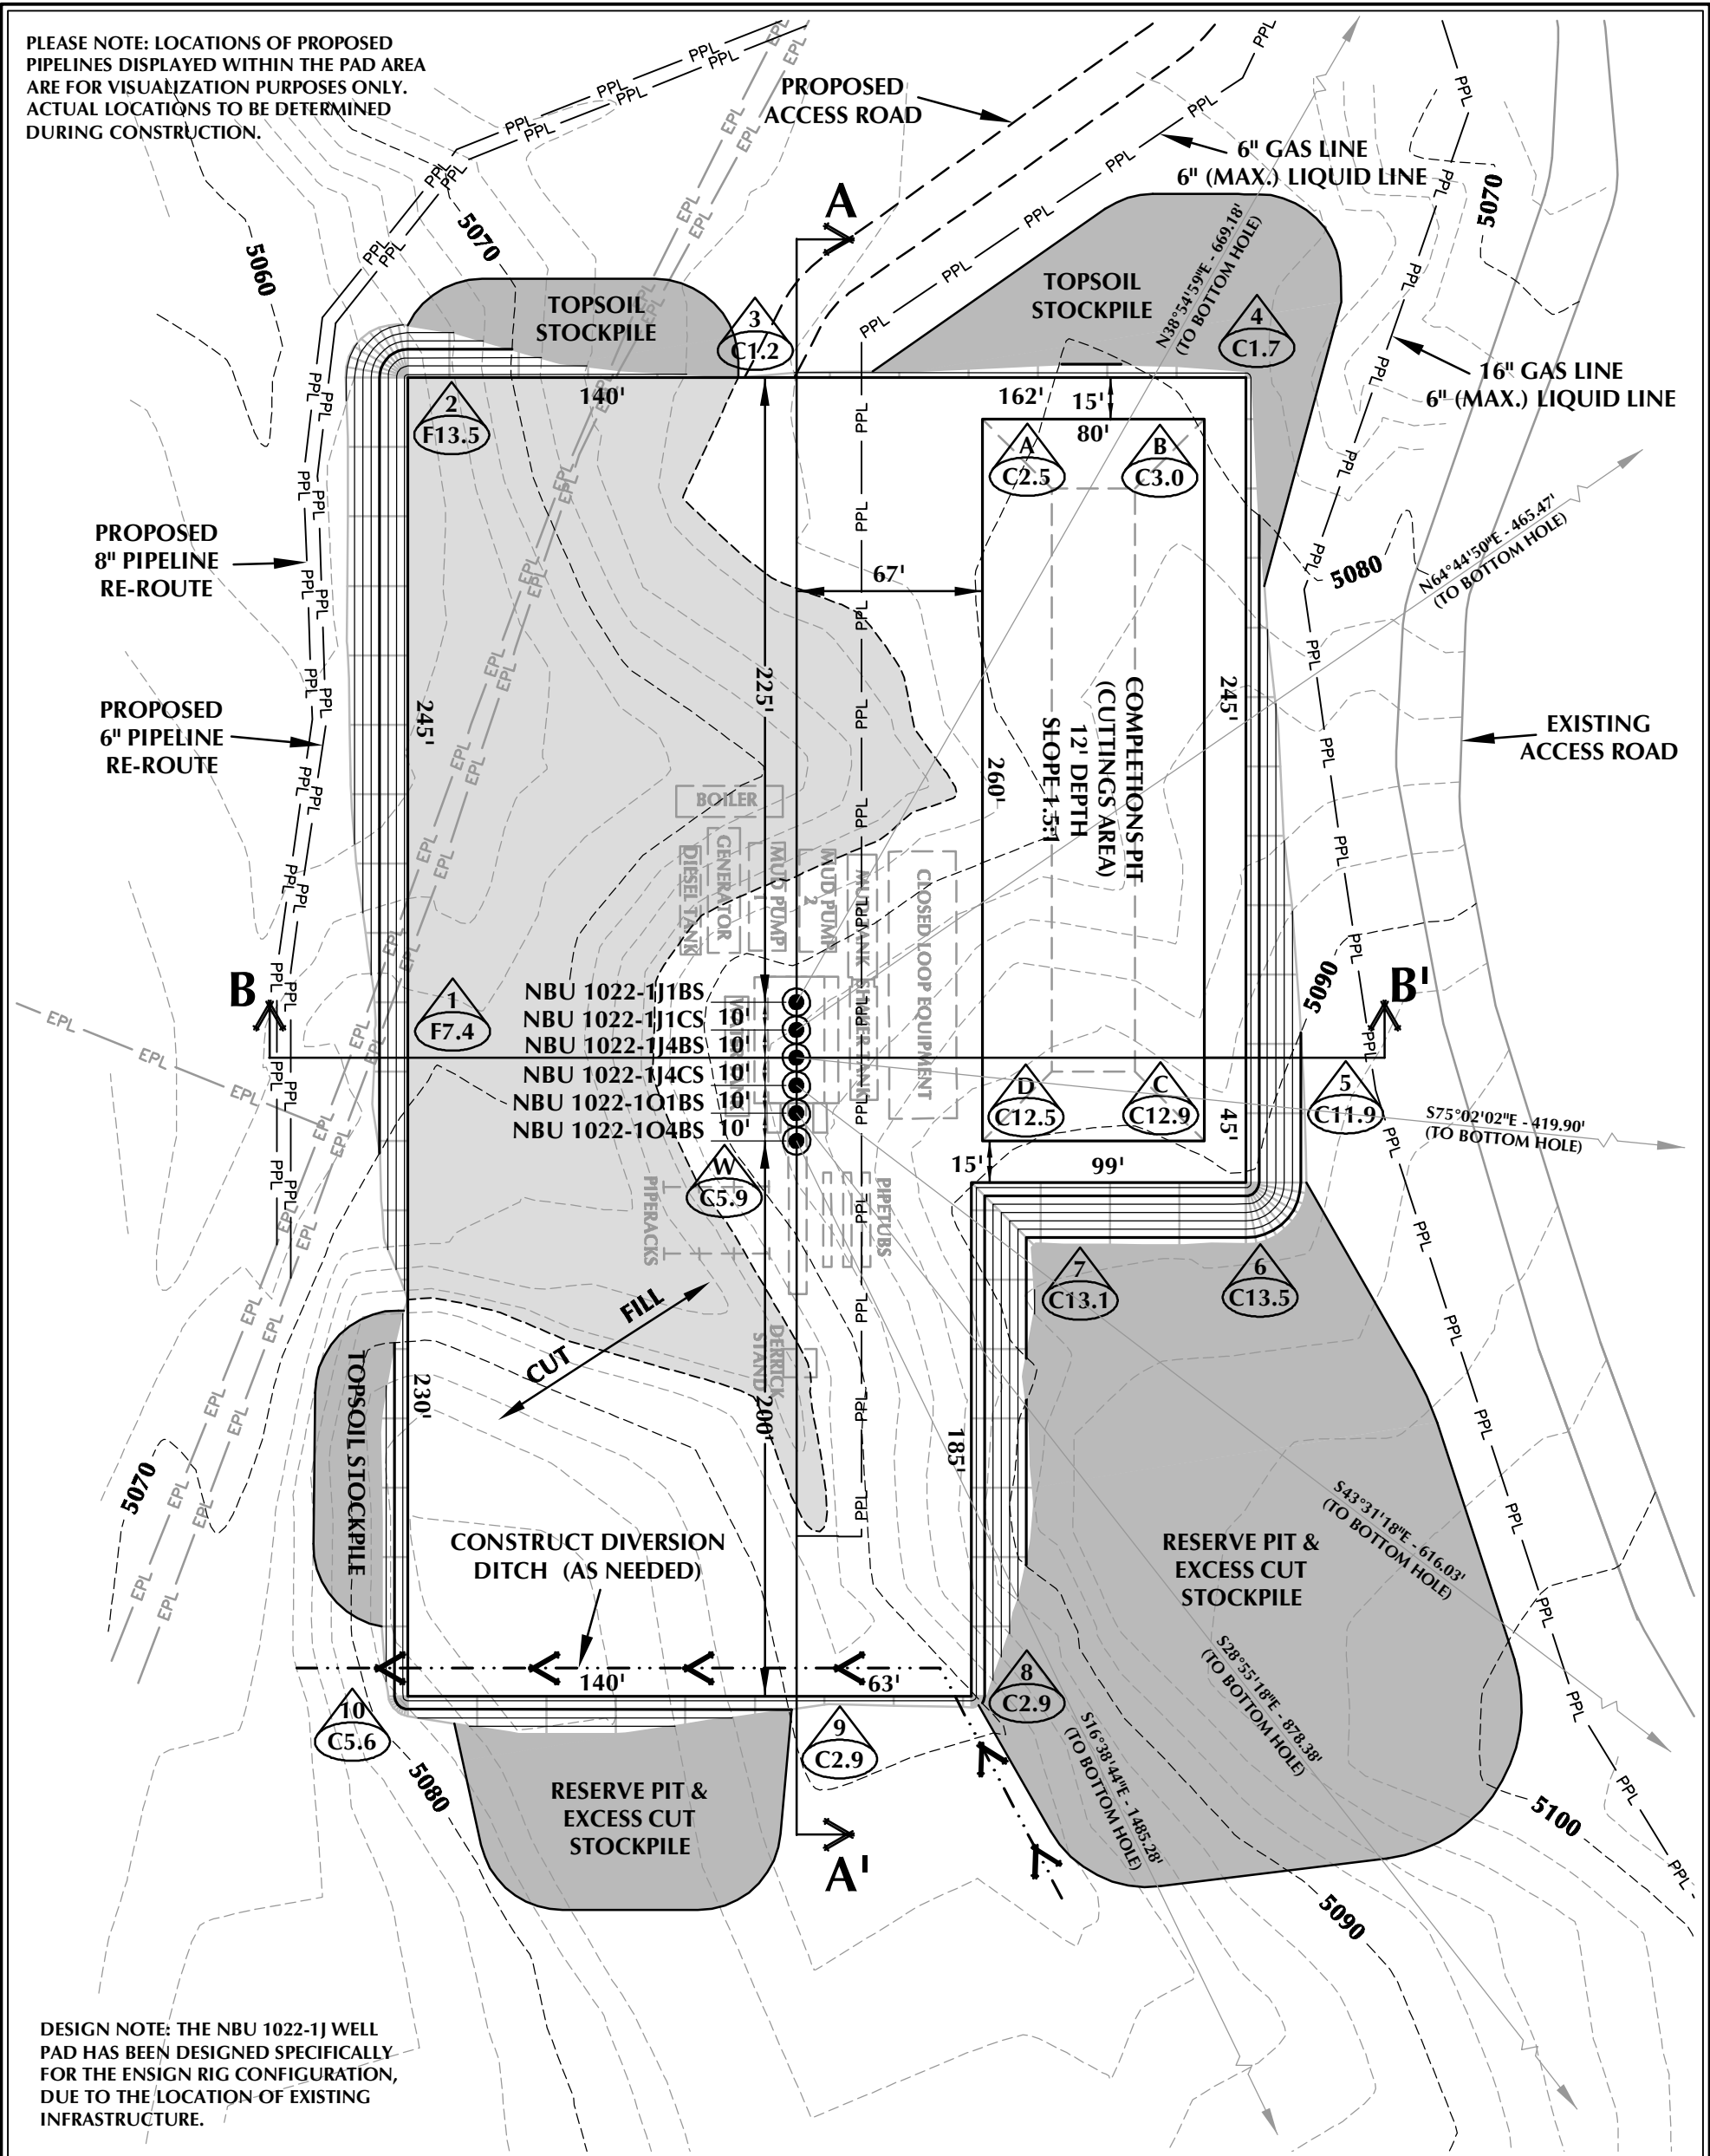 PLEASE NOTE: LOCATIONS OF PROPOSED
PIPELINES DISPLAYED WITHIN THE PAD AREA
ARE FOR VISUALIZATION PURPOSES ONLY.
ACTUAL LOCATIONS TO BE DETERMINED
DURING CONSTRUCTION.
PROPOSED
ACCESS ROAD
6" GAS LINE
6" (MAX.) LIQUID LINE
A
5060
5070
5070
TOPSOIL
STOCKPILE
TOPSOIL
STOCKPILE
N38°54'59"E - 669.18'
(TO BOTTOM HOLE)
3
C1.2
4
C1.7
16" GAS LINE
6" (MAX.) LIQUID LINE
2
F13.5
140'
162'
15'
80'
A
C2.5
B
C3.0
PROPOSED
8" PIPELINE
RE-ROUTE
67'
5080
N64°44'50"E - 465.47'
(TO BOTTOM HOLE)
PROPOSED
6" PIPELINE
RE-ROUTE
245'
225'
260'
COMPLETIONS PIT
(CUTTINGS AREA)
12' DEPTH
SLOPE 1.5:1
245'
EXISTING
ACCESS ROAD
BOILER
DIESEL TANK
GENERATOR
MUD PUMP
1
MUD PUMP
2
MUD TANK
CLOSED LOOP EQUIPMENT
B
B'
5090
1
F7.4
NBU 1022-1J1BS
NBU 1022-1J1CS 10'
NBU 1022-1J4BS 10'
NBU 1022-1J4CS 10'
NBU 1022-1O1BS 10'
NBU 1022-1O4BS 10'
D
C12.5
C
C12.9
45'
5
C11.9
S75°02'02"E - 419.90'
(TO BOTTOM HOLE)
W
C5.9
15'
99'
PIPERACKS
PIPETUBS
7
C13.1
6
C13.5
FILL
CUT
DERRICK
STAND
TOPSOIL STOCKPILE
230'
200'
185'
5070
CONSTRUCT DIVERSION
DITCH (AS NEEDED)
RESERVE PIT &
EXCESS CUT
STOCKPILE
S43°31'18"E - 616.03'
(TO BOTTOM HOLE)
S28°55'18"E - 878.38'
(TO BOTTOM HOLE)
S16°38'44"E - 1485.28'
(TO BOTTOM HOLE)
140'
63'
8
C2.9
10
C5.6
9
C2.9
5080
RESERVE PIT &
EXCESS CUT
STOCKPILE
A'
5100
5090
DESIGN NOTE: THE NBU 1022-1J WELL
PAD HAS BEEN DESIGNED SPECIFICALLY
FOR THE ENSIGN RIG CONFIGURATION,
DUE TO THE LOCATION OF EXISTING
INFRASTRUCTURE.